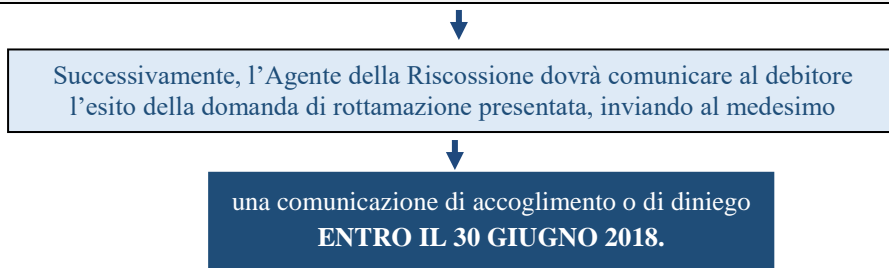 Successivamente, l’Agente della Riscossione dovrà comunicare al debitore
l’esito della domanda di rottamazione presentata, inviando al medesimo
una comunicazione di accoglimento o di diniego
ENTRO IL 30 GIUGNO 2018.